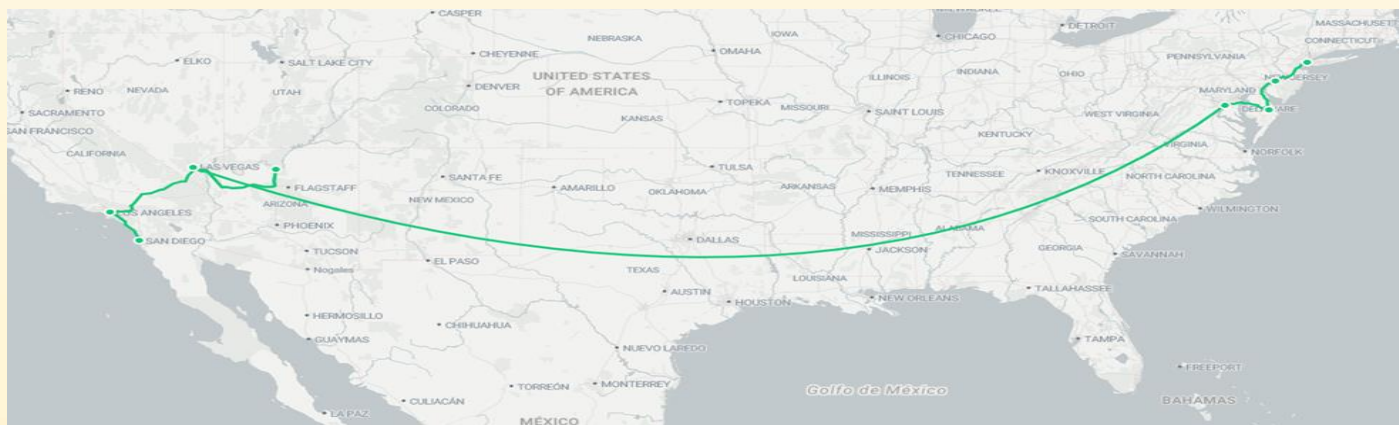 CASPER
DETROIT
MASSACHUSET
NEBRASKA
IOWA
CHICAGO
CONNECTICUT
CHEYENNE
OMAHA
PENNSYLVANIA
ELKO
SALT LAKE CITY
UNITED STATES
OF AMERICA
ILLINOIS
INDIANA
OHIO
RENO
NEVADA
UTAH
DENVER
MARYLAND
COLORADO
TOPEKA
MISSOURI
SACRAMENTO
SAINT LOUIS
WEST VIRGINIA
KANSAS
SAN FRANCISCO
KENTUCKY
VIRGINIA
CALIFORNIA
NORFOLK
LAS VEGAS
TULSA
TENNESSEE
KNOXVILLE
SANTA FE
NORTH CAROLINA
FLAGSTAFF
AMARILLO
OKLAHOMA
ARKANSAS
MEMPHIS
NEW MEXICO
ARIZONA
LOS ANGELES
WILMINGTON
PHOENIX
SOUTH CAROLINA
ALABAMA
MISSISSIPPI
SAN DIEGO
DALLAS
GEORGIA
JACKSON
TUCSON
SAVANNAH
EL PASO
Nogales
TEXAS
LOUISIANA
AUSTIN
TALLAHASSEE
HOUSTON
NEW ORLEANS
HERMOSILLO
CHIHUAHUA
GUAYMAS
TAMPA
NUEVO LAREDO
FREEPORT
TORREÓN
MONTERREY
Golfo de México
CULIACÁN
BAHAMAS
LA PAZ
MÉXICO